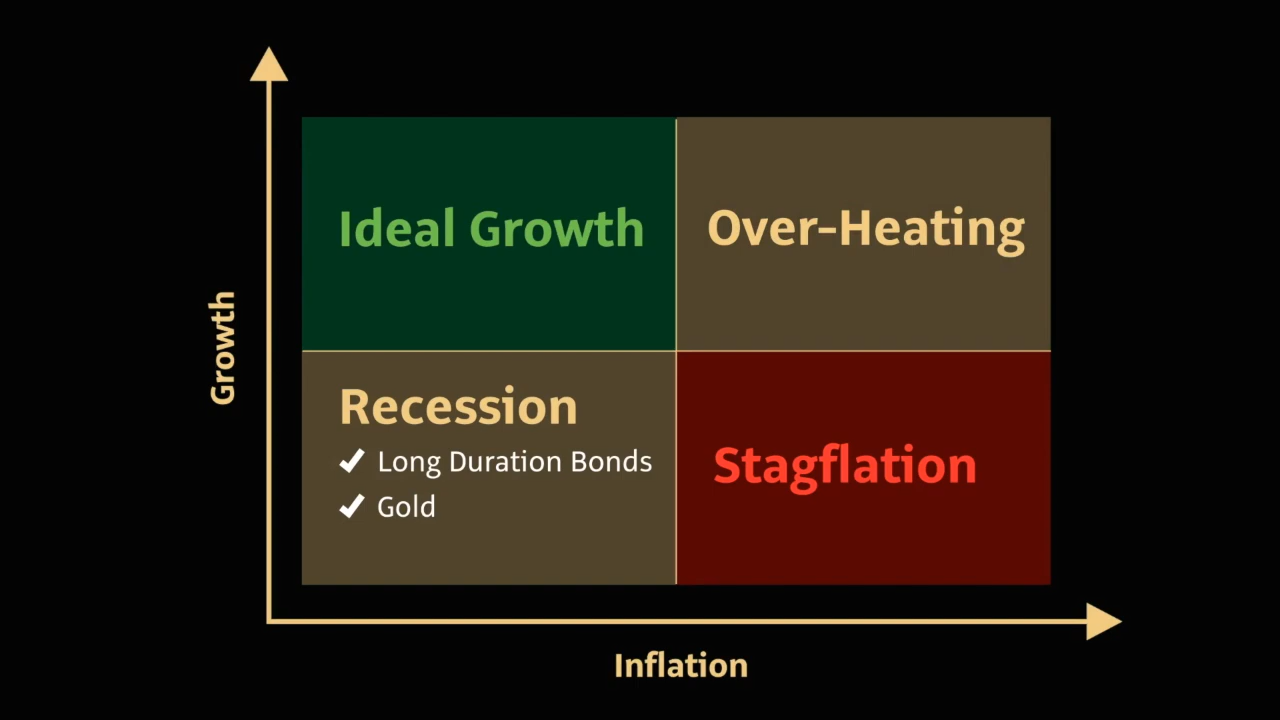 Ideal Growth
Over-Heating
Growth
Recession
Long Duration Bonds
Gold
Stagflation
Inflation